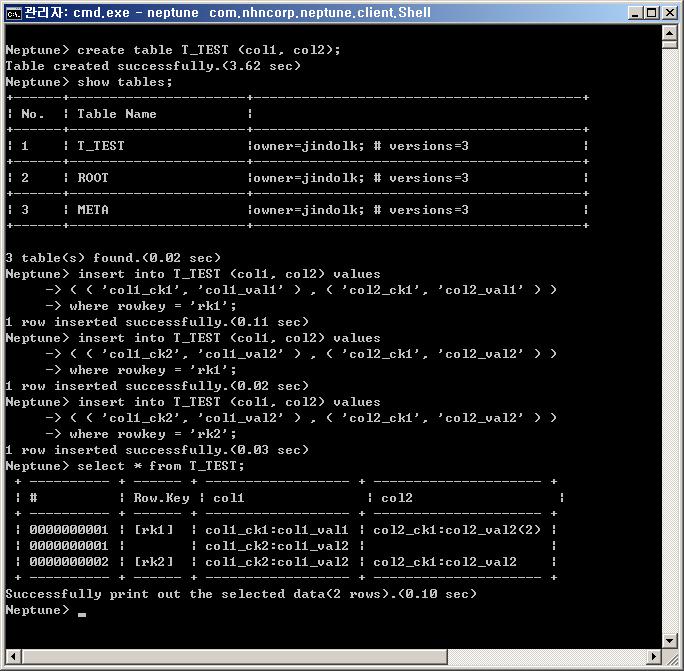 관리자: cmd.exe - neptune  com.nhncorp.neptune.client.Shell
Neptune> create table T_TEST (col1, col2);
Table created successfully.(3.62 sec)
Neptune> show tables;
+------+----------------------+-----------------------------------------+
| No.  | Table Name           |
+------+----------------------+-----------------------------------------+
| 1    | T_TEST               |owner=jindolk; # versions=3              |
+------+----------------------+-----------------------------------------+
| 2    | ROOT                 |owner=jindolk; # versions=3              |
+------+----------------------+-----------------------------------------+
| 3    | META                 |owner=jindolk; # versions=3              |
+------+----------------------+-----------------------------------------+
3 table(s) found.(0.02 sec)
Neptune> insert into T_TEST (col1, col2) values
     -> ( ( 'col1_ck1', 'col1_val1' ) , ( 'col2_ck1', 'col2_val1' ) )
     -> where rowkey = 'rk1';
1 row inserted successfully.(0.11 sec)
Neptune> insert into T_TEST (col1, col2) values
     -> ( ( 'col1_ck2', 'col1_val2' ) , ( 'col2_ck1', 'col2_val2' ) )
     -> where rowkey = 'rk1';
1 row inserted successfully.(0.02 sec)
Neptune> insert into T_TEST (col1, col2) values
     -> ( ( 'col1_ck2', 'col1_val2' ) , ( 'col2_ck1', 'col2_val2' ) )
     -> where rowkey = 'rk2';
1 row inserted successfully.(0.03 sec)
Neptune> select * from T_TEST;
 + ---------- + ------ + ------------------ + --------------------- +
 | #          | Row.Key | col1               | col2                  |
 + ---------- + ------ + ------------------ + --------------------- +
 | 0000000001 | [rk1]  | col1_ck1:col1_val1 | col2_ck1:col2_val2(2) |
 | 0000000001 |        | col1_ck2:col1_val2 |                       |
 | 0000000002 | [rk2]  | col1_ck2:col1_val2 | col2_ck1:col2_val2    |
 + ---------- + ------ + ------------------ + --------------------- +
Successfully print out the selected data(2 rows).(0.10 sec)
Neptune> _